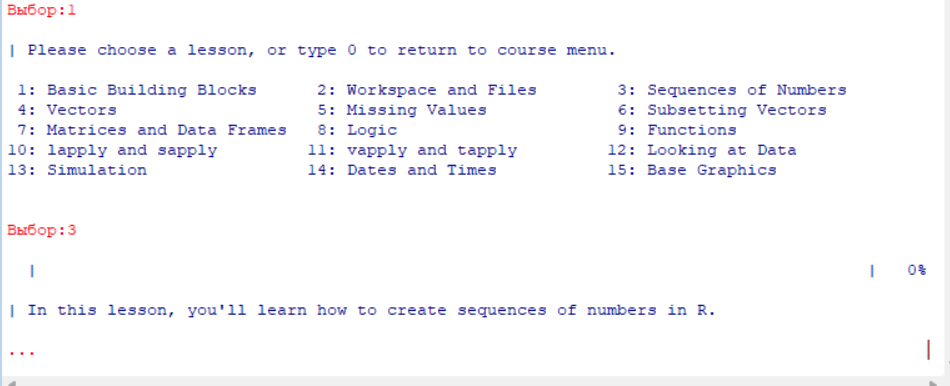 Выбор:1
| Please choose a lesson, or type 0 to return to course menu.
1: Basic Building Blocks 2: Workspace and Files 3: Sequences of Numbers
4: Vectors 5: Missing Values 6: Subsetting Vectors
7: Matrices and Data Frames 8: Logic 9: Functions
10: lapply and sapply 11: vapply and tapply 12: Looking at Data
13: Simulation 14: Dates and Times 15: Base Graphics
Выбор:3
| | 0%
| In this lesson, you'll learn how to create sequences of numbers in R.
...